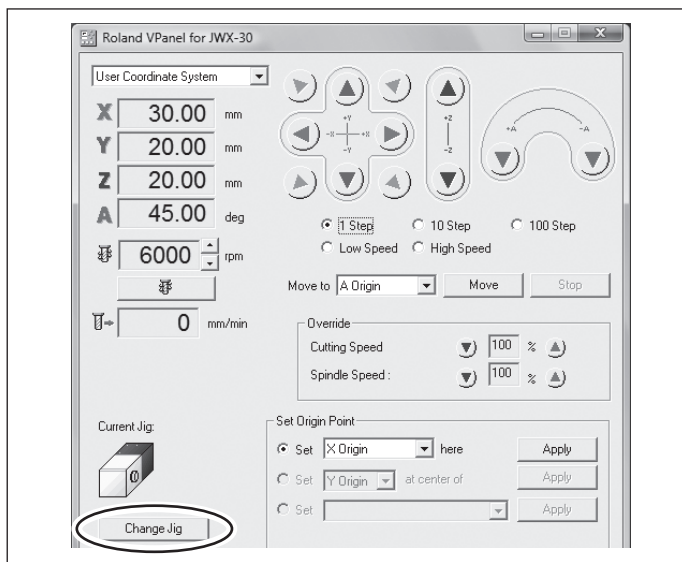 Roland VPanel for JWX-30
User Coordinate System
X 30.00 mm
Y 20.00 mm
Z 20.00 mm
A 45.00 deg
6000 rpm
0 mm/min
+Y
-X +X
-Y
+Z
-Z
+A -A
1 Step 10 Step 100 Step
Low Speed High Speed
Move to A Origin Move Stop
Override
Cutting Speed 100 %
Spindle Speed : 100 %
Current Jig:
Change Jig
Set Origin Point
Set X Origin here Apply
Set Y Origin at center of Apply
Set Apply